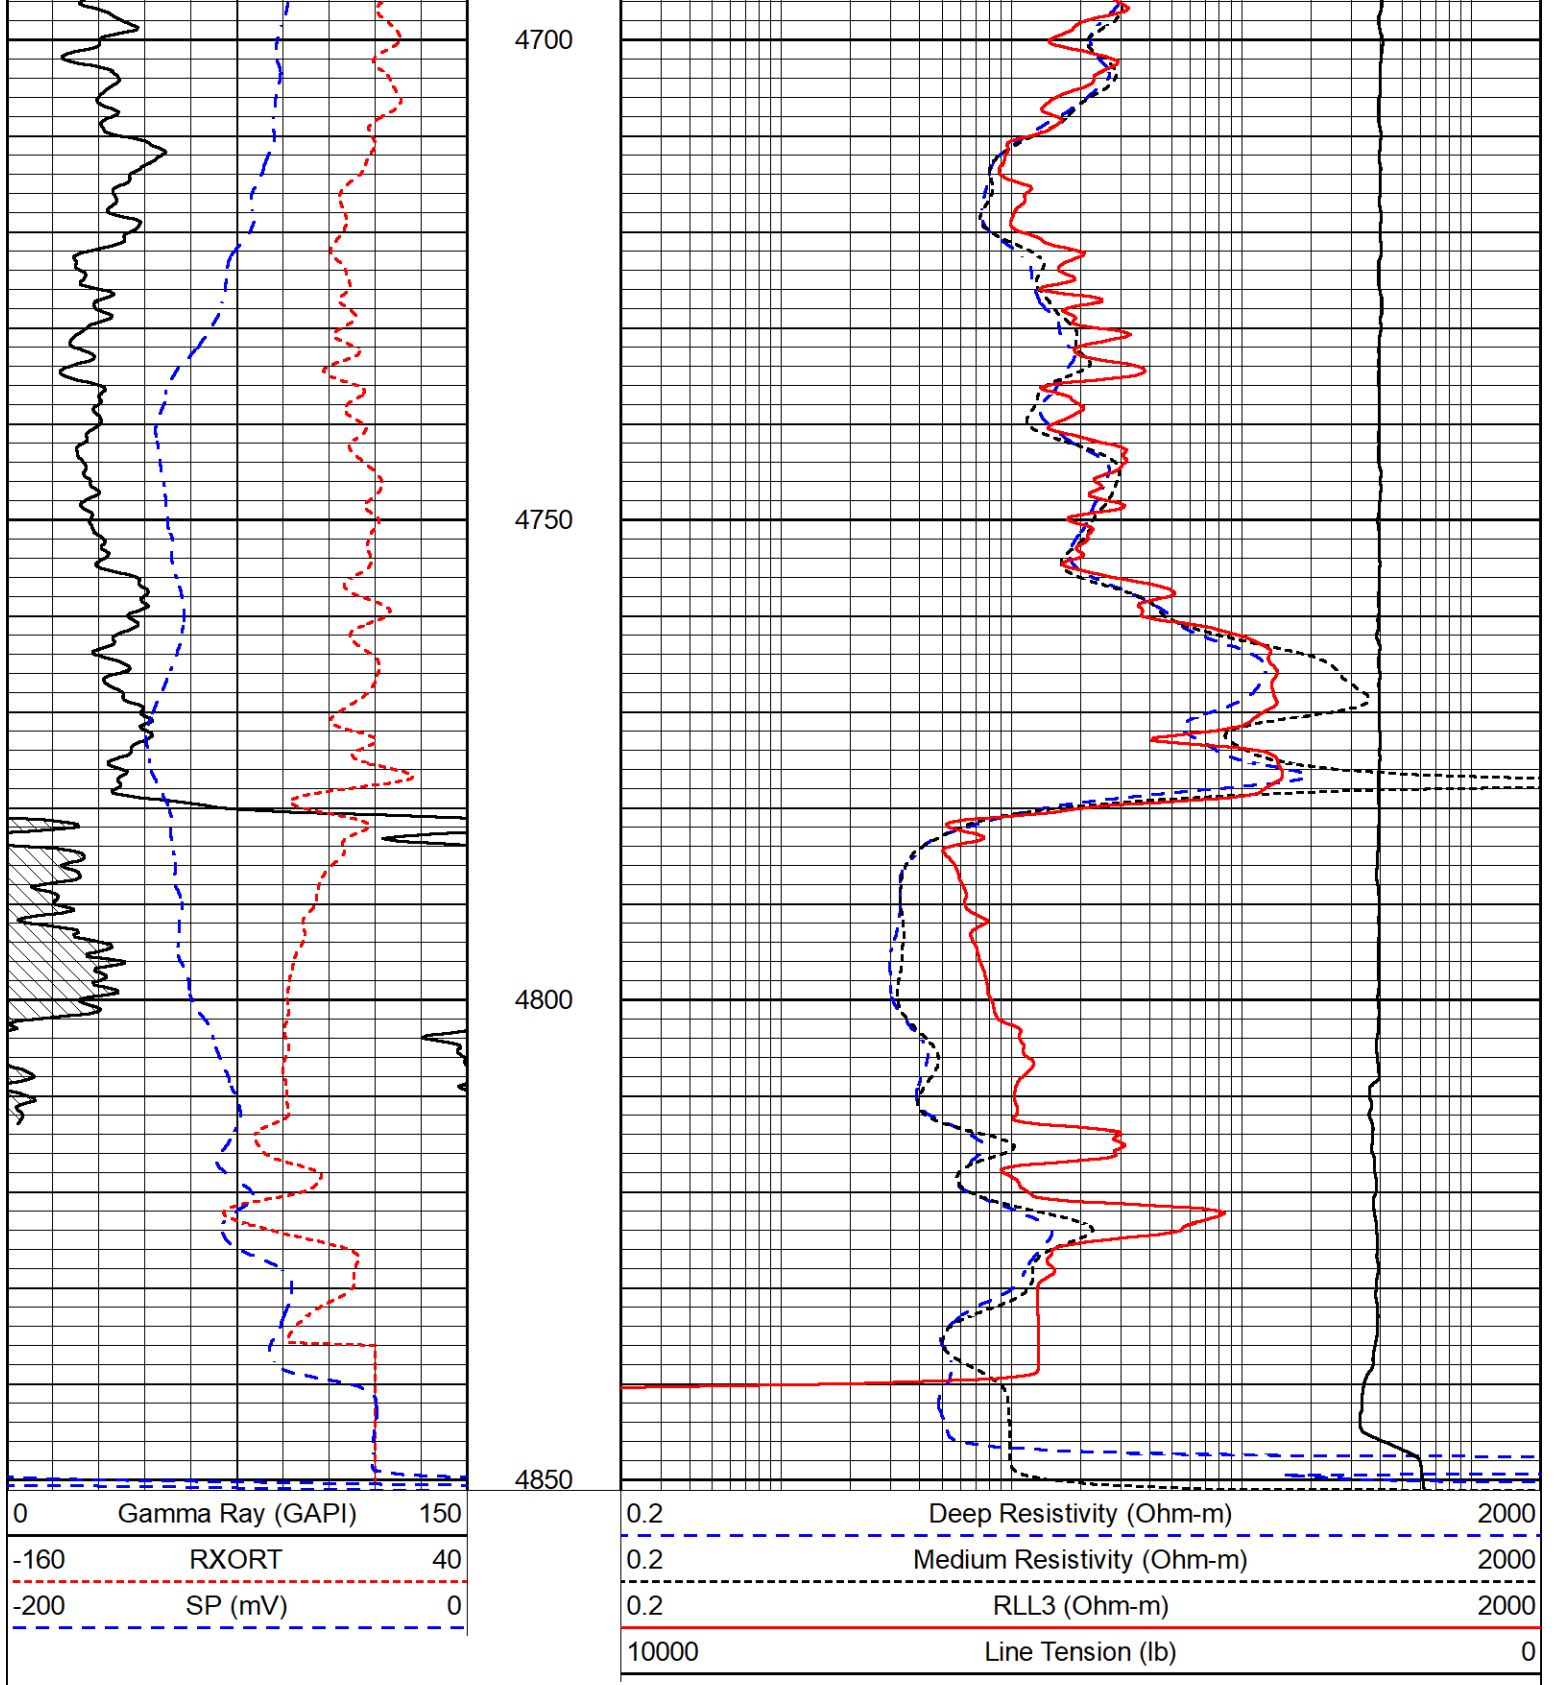 4700
4750
4800
4850
0 Gamma Ray (GAPI) 150
-160 RXORT 40
-200 SP (mV) 0
0.2 Deep Resistivity (Ohm-m) 2000
0.2 Medium Resistivity (Ohm-m) 2000
0.2 RLL3 (Ohm-m) 2000
10000 Line Tension (lb) 0